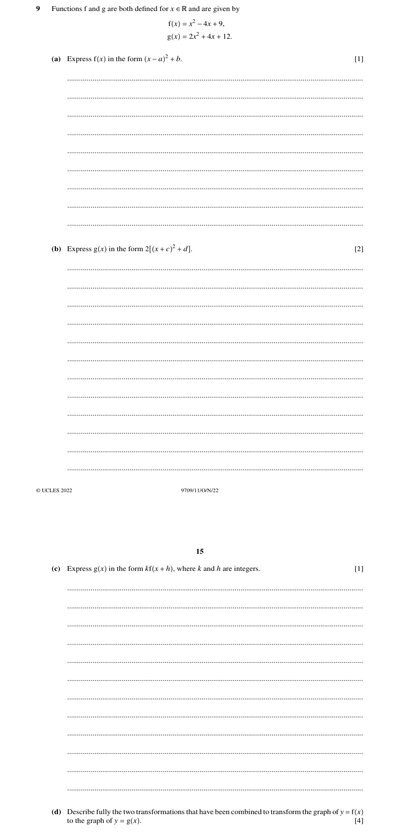 9 Functions f and g are both defined for x ∈ ℝ and are given by
f(x) = x² − 4x + 9,
g(x) = 2x² + 4x + 12.
(a) Express f(x) in the form (x − a)² + b. [1]
(b) Express g(x) in the form 2[(x + c)² + d]. [2]
© UCLES 2022 9709/11/O/N/22
15
(c) Express g(x) in the form kf(x + h), where k and h are integers. [1]
(d) Describe fully the two transformations that have been combined to transform the graph of y = f(x)
to the graph of y = g(x). [4]